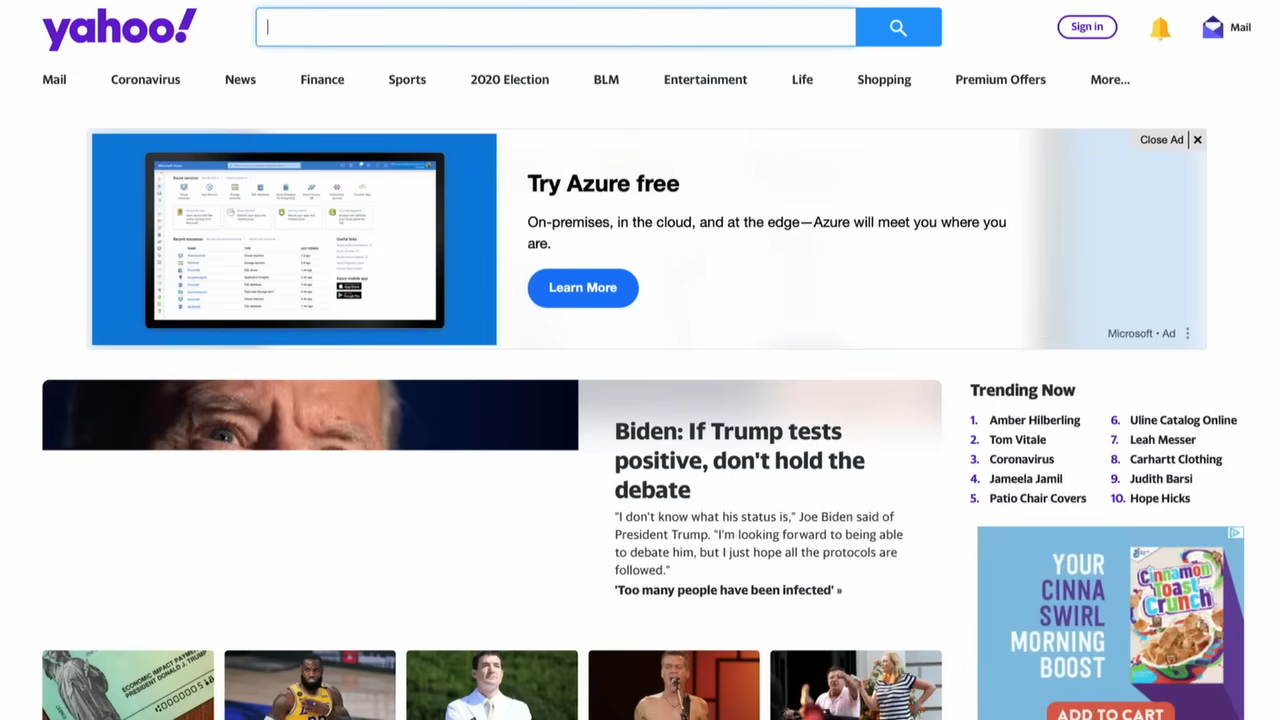 yahoo!
Sign in
Mail
Mail
Coronavirus
News
Finance
Sports
2020 Election
BLM
Entertainment
Life
Shopping
Premium Offers
More...
Close Ad
Try Azure free
On-premises, in the cloud, and at the edge—Azure will meet you where you
are.
Learn More
Microsoft • Ad
Biden: If Trump tests
positive, don't hold the
debate
"I don't know what his status is," Joe Biden said of
President Trump. "I'm looking forward to being able
to debate him, but I just hope all the protocols are
followed."
'Too many people have been infected' »
Trending Now
1. Amber Hilberling
2. Tom Vitale
3. Coronavirus
4. Jameela Jamil
5. Patio Chair Covers
6. Uline Catalog Online
7. Leah Messer
8. Carhartt Clothing
9. Judith Barsi
10. Hope Hicks
YOUR
CINNA
SWIRL
MORNING
BOOST
Cinnamon
Toast
Crunch
ADD TO CART
ECONOMIC IMPACT PAYME
PRESIDENT DONALD J. TRUMP